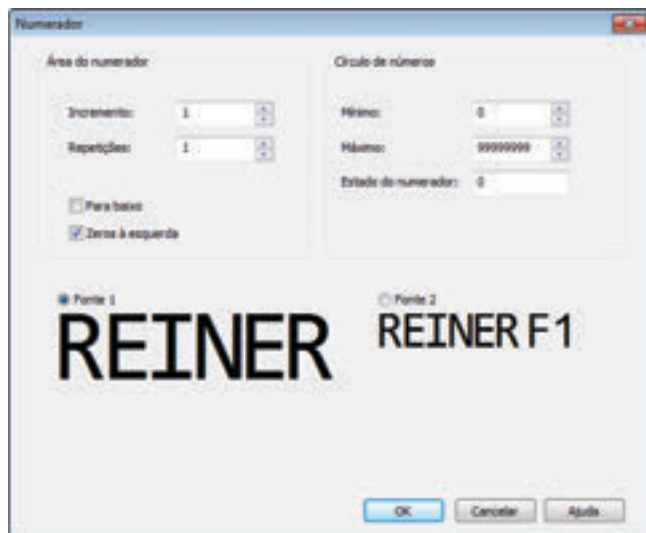 Numerador
Área do numerador
Incremento: 1
Repetições: 1
Para baixo
Zeros à esquerda
Círculo de números
Mínimo: 0
Máximo: 99999999
Estado do numerador: 0
Fonte 1
REINER
Fonte 2
REINER F1
OK Cancelar Ajuda